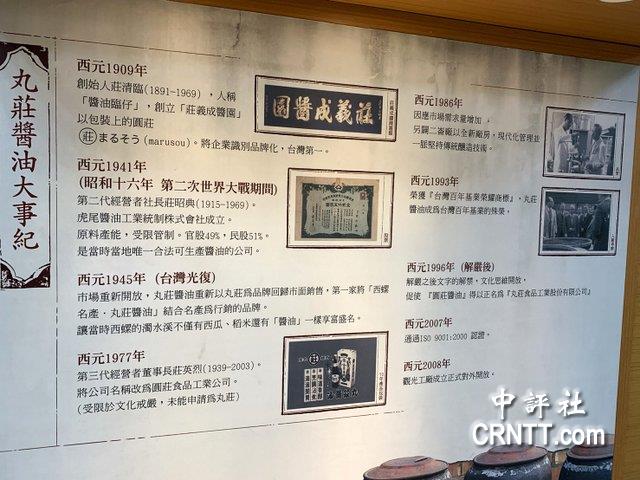 丸莊醬油大事紀
西元1909年
創始人莊清臨(1891-1969)，人稱
「醬油臨仔」，創立「莊義成醬園」
以包裝上的圓莊
莊まるそう(marusou)。將企業識別品牌化，台灣第一。
園醬成義莊
西元1941年
(昭和十六年 第二次世界大戰期間)
第二代經營者社長莊昭典(1915-1969)。
虎尾醬油工業統制株式會社成立。
原料產能，受限管制。官股49%，民股51%。
是當時當地唯一合法可生產醬油的公司。
西元1945年 (台灣光復)
市場重新開放，丸莊醬油重新以丸莊為品牌回歸市面銷售，第一家將「西螺
名產．丸莊醬油」結合名產為行銷的品牌。
讓當時西螺的濁水溪不僅有西瓜、稻米還有「醬油」一樣享富盛名。
西元1977年
第三代經營者董事長莊英烈(1939-2003)。
將公司名稱改為圓莊食品工業公司。
(受限於文化戒嚴，未能申請為丸莊)
西元1986年
因應市場需求量增加，
另闢二崙廠以全新廠房，現代化管理並
一脈堅持傳統釀造技術。
西元1993年
榮獲『台灣百年基業榮耀商標』，丸莊
醬油成為台灣百年基業的殊榮。
西元1996年 (解嚴後)
解嚴之後文字的解禁，文化思維開放，
促使『圓莊醬油』得以正名為『丸莊食品工業股份有限公司』
西元2007年
通過ISO 9001:2000 認證。
西元2008年
觀光工廠成立正式對外開放。
中評社
CRNTT.com